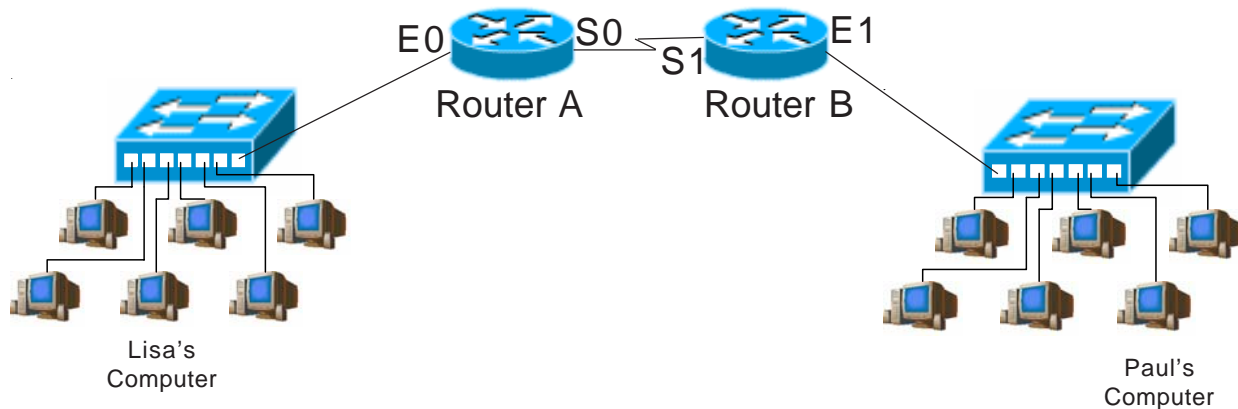 E0
S0
S1
E1
Router A
Router B
Lisa's
Computer
Paul's
Computer